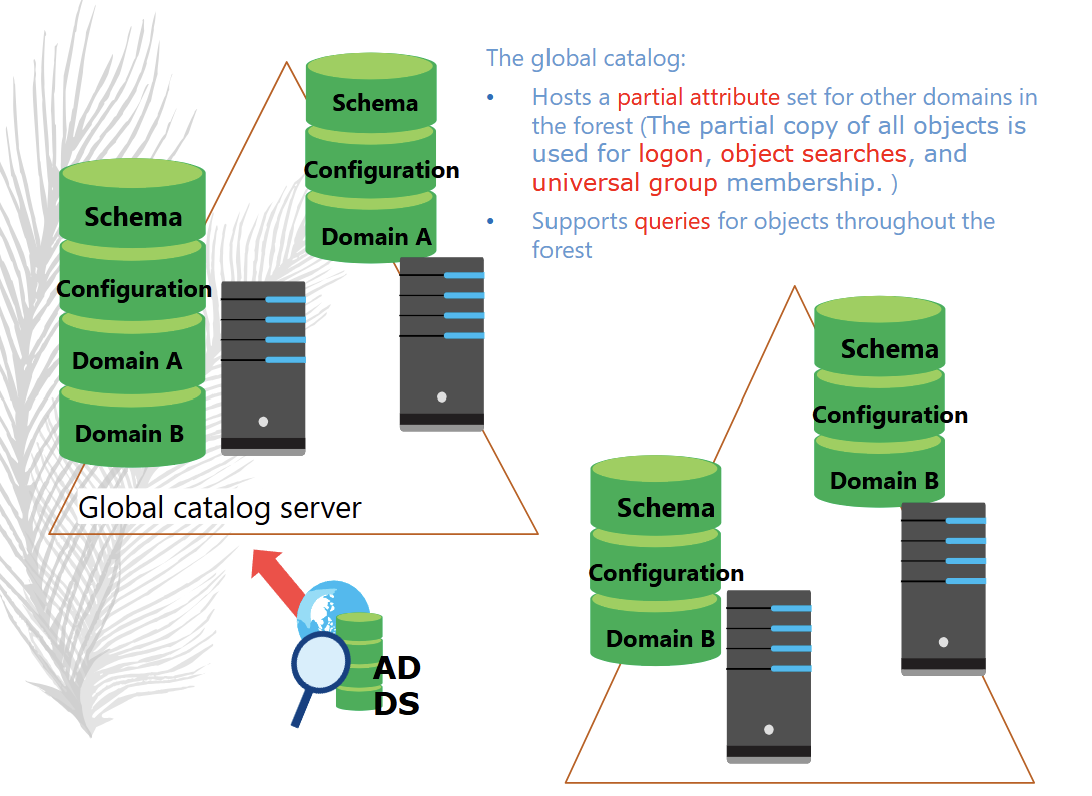 The global catalog:
• Hosts a partial attribute set for other domains in
the forest (The partial copy of all objects is
used for logon, object searches, and
universal group membership. )
• Supports queries for objects throughout the
forest
Schema
Configuration
Domain A
Schema
Configuration
Domain A
Domain B
Global catalog server
AD
DS
Schema
Configuration
Domain B
Schema
Configuration
Domain B